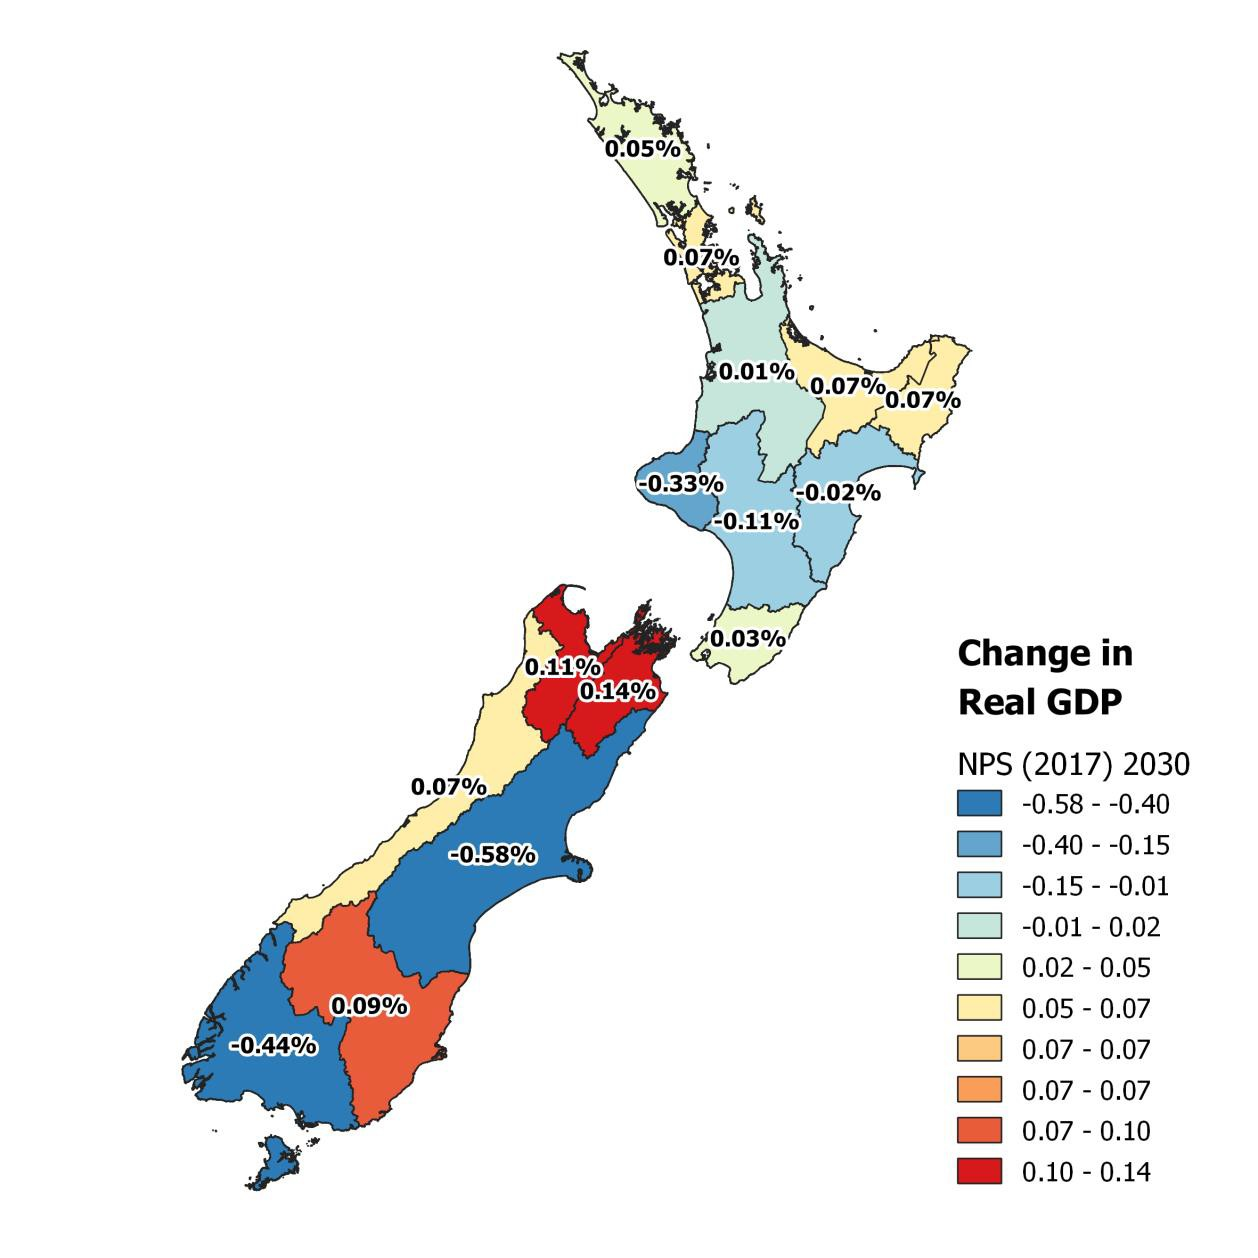 0.05%
0.07%
0.01%
0.07%
0.07%
-0.33%
-0.02%
-0.11%
0.03%
0.11%
0.14%
0.07%
-0.58%
0.09%
-0.44%
Change in
Real GDP
NPS (2017) 2030
-0.58 - -0.40
-0.40 - -0.15
-0.15 - -0.01
-0.01 - 0.02
0.02 - 0.05
0.05 - 0.07
0.07 - 0.07
0.07 - 0.07
0.07 - 0.10
0.10 - 0.14